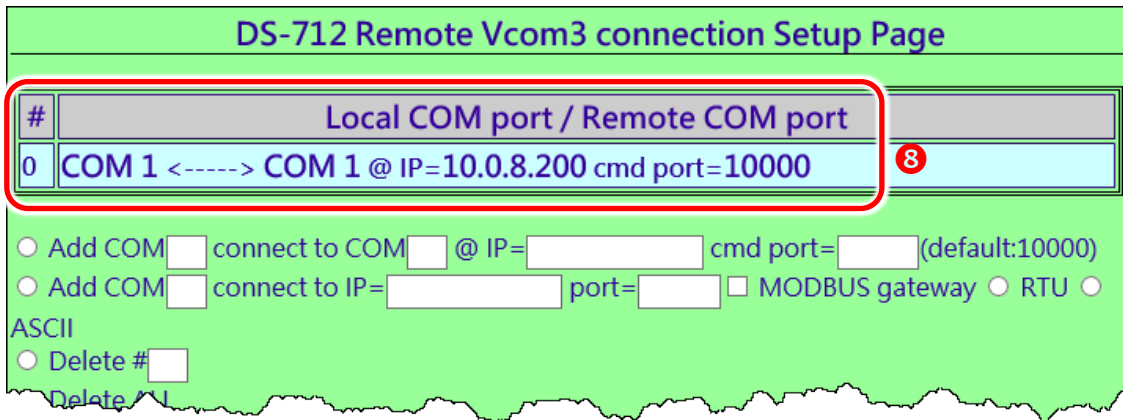 DS-712 Remote Vcom3 connection Setup Page
# Local COM port / Remote COM port
0 COM 1 <-----> COM 1 @ IP=10.0.8.200 cmd port=10000
8
Add COM connect to COM @ IP= cmd port= (default:10000)
Add COM connect to IP= port= MODBUS gateway RTU
ASCII
Delete #
Delete ALL